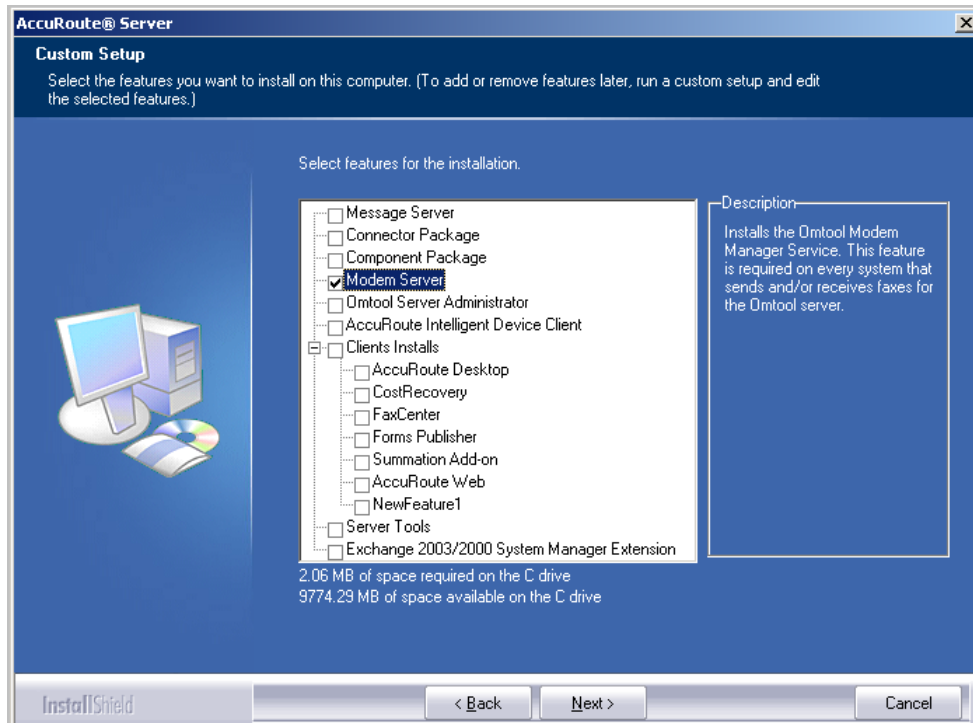 AccuRoute® Server
Custom Setup
Select the features you want to install on this computer. (To add or remove features later, run a custom setup and edit
the selected features.)
Select features for the installation.
Message Server
Connector Package
Component Package
Modem Server
Omtool Server Administrator
AccuRoute Intelligent Device Client
Clients Installs
AccuRoute Desktop
CostRecovery
FaxCenter
Forms Publisher
Summation Add-on
AccuRoute Web
NewFeature1
Server Tools
Exchange 2003/2000 System Manager Extension
Description
Installs the Omtool Modem
Manager Service. This feature
is required on every system that
sends and/or receives faxes for
the Omtool server.
2.06 MB of space required on the C drive
9774.29 MB of space available on the C drive
InstallShield
< Back
Next >
Cancel